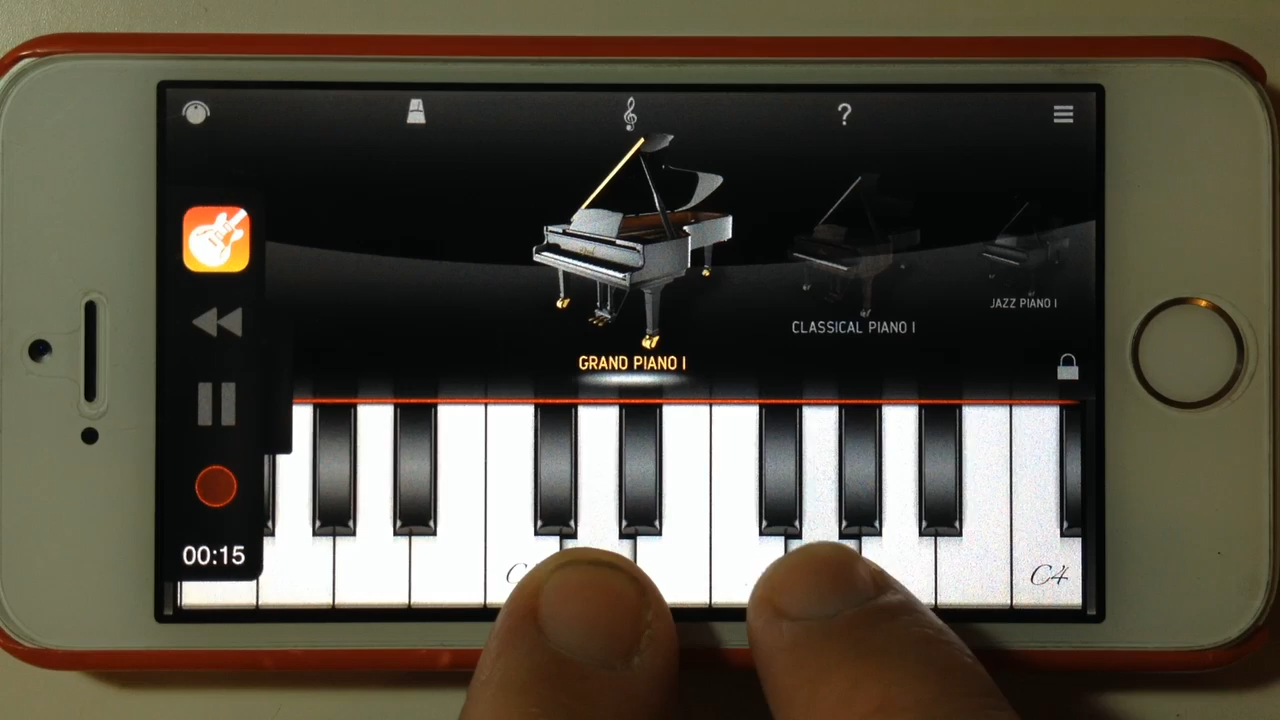 ?
JAZZ PIANO I
CLASSICAL PIANO I
GRAND PIANO I
00:15
C
C4